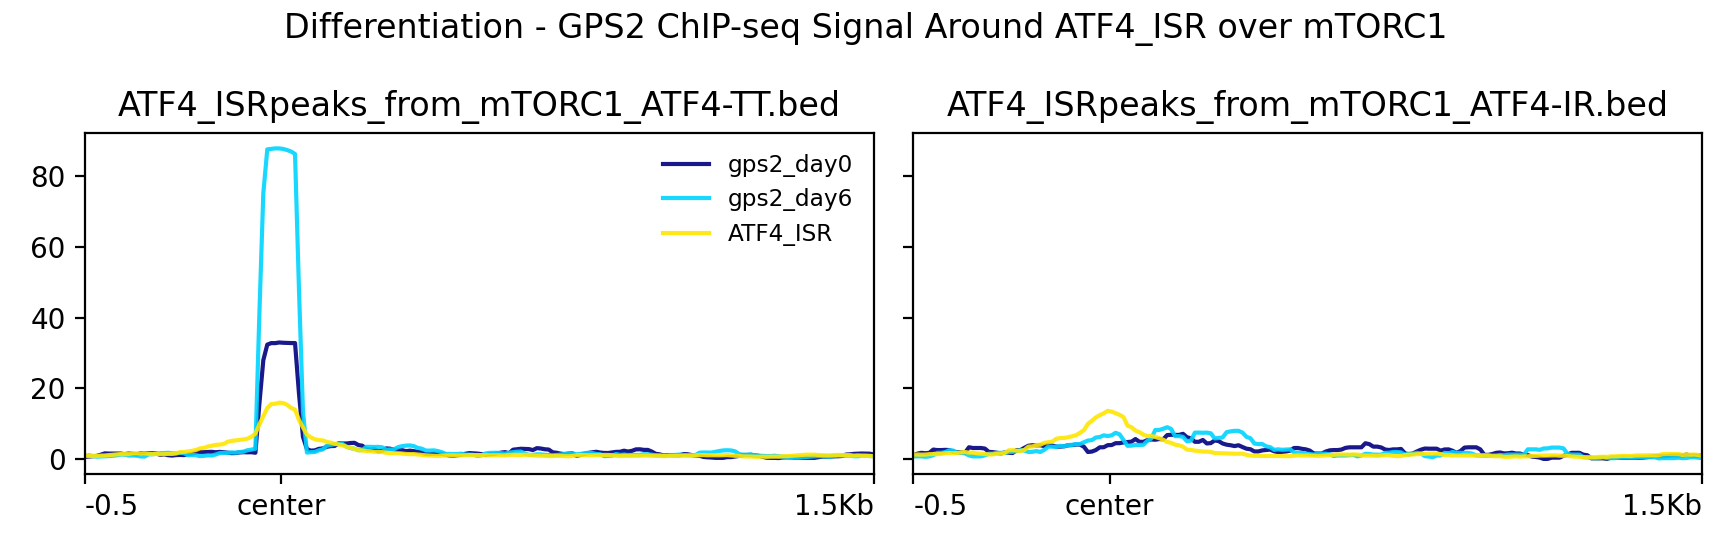 Differentiation - GPS2 ChIP-seq Signal Around ATF4_ISR over mTORC1
ATF4_ISRpeaks_from_mTORC1_ATF4-TT.bed
ATF4_ISRpeaks_from_mTORC1_ATF4-IR.bed
gps2_day0
gps2_day6
ATF4_ISR
80
60
40
20
0
-0.5 center 1.5Kb
-0.5 center 1.5Kb